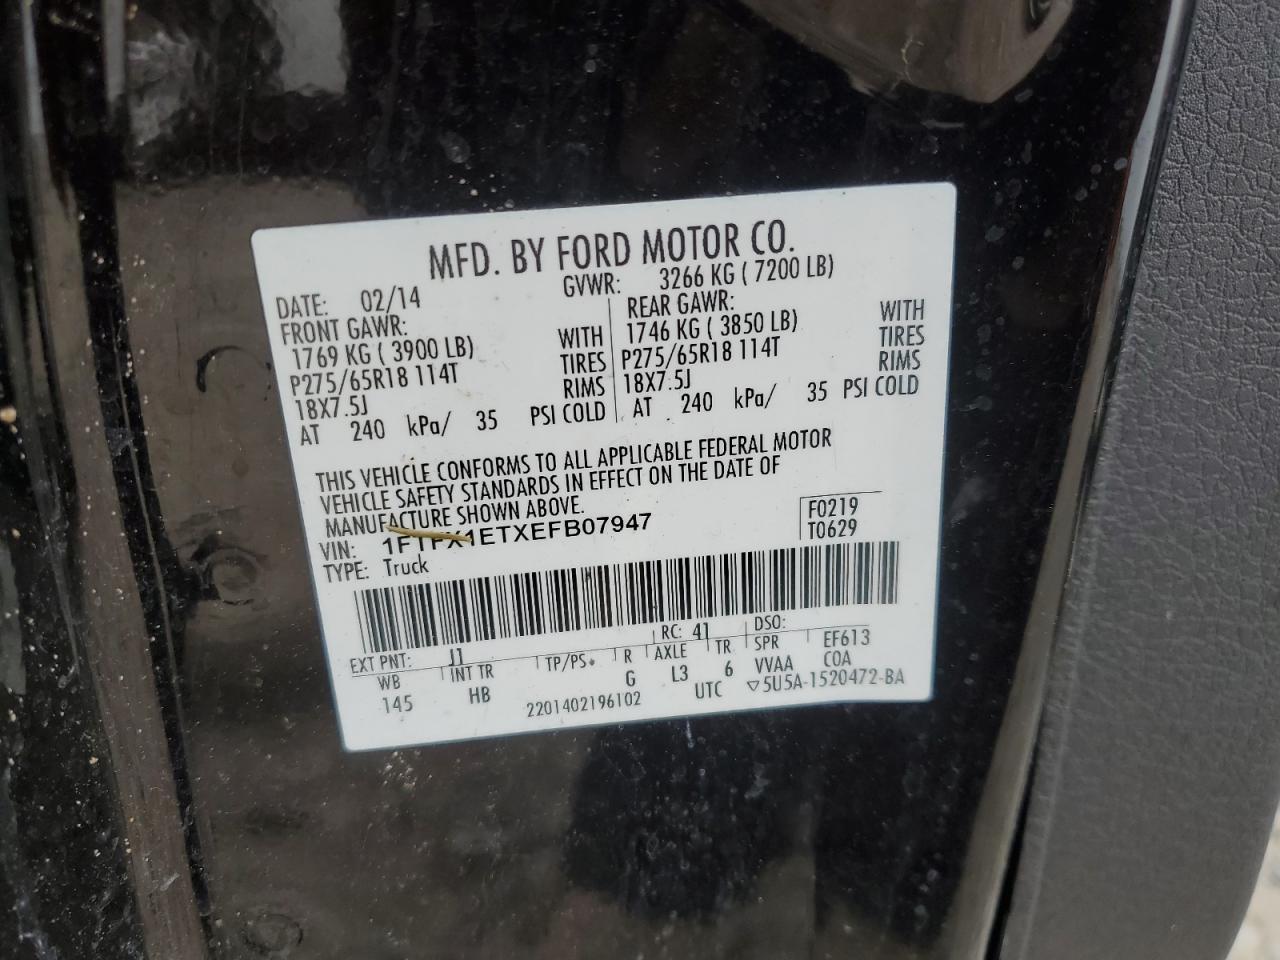 MFD. BY FORD MOTOR CO.
DATE: 02/14 GVWR: 3266 KG ( 7200 LB)
FRONT GAWR: REAR GAWR:
1769 KG ( 3900 LB) WITH 1746 KG ( 3850 LB) WITH
P275/65R18 114T TIRES P275/65R18 114T TIRES
18X7.5J RIMS 18X7.5J RIMS
AT 240 kPa/ 35 PSI COLD AT 240 kPa/ 35 PSI COLD
THIS VEHICLE CONFORMS TO ALL APPLICABLE FEDERAL MOTOR
VEHICLE SAFETY STANDARDS IN EFFECT ON THE DATE OF
MANUFACTURE SHOWN ABOVE.
VIN: 1FTFX1ETXEFB07947 F0219
TYPE: Truck T0629
EXT PNT: J1 RC: 41 DSO:
WB INT TR TP/PS R AXLE TR SPR EF613
145 HB G L3 6 VVAA COA
2201402196102 UTC ▽5U5A-1520472-BA